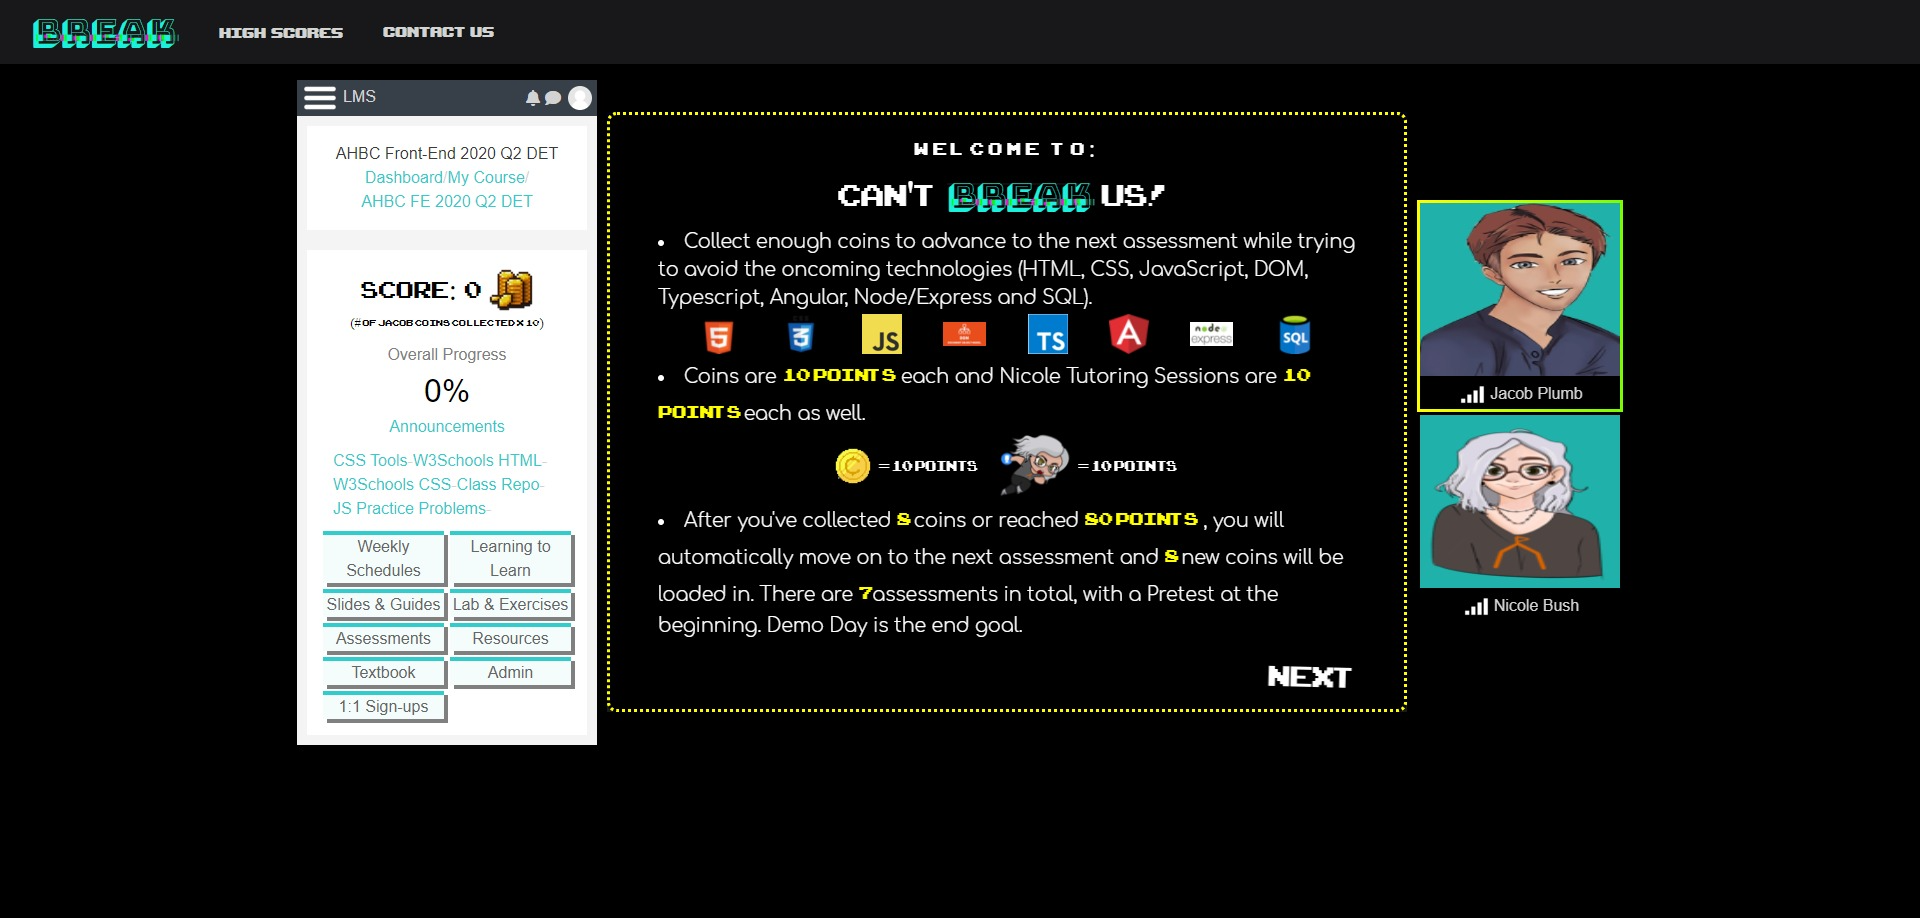 BREAK HIGH SCORES CONTACT US
LMS
AHBC Front-End 2020 Q2 DET
Dashboard/My Course/
AHBC FE 2020 Q2 DET
SCORE: 0
(# OF JACOB COINS COLLECTED X 10)
Overall Progress
0%
Announcements
CSS Tools-W3Schools HTML-
W3Schools CSS-Class Repo-
JS Practice Problems-
Weekly Schedules
Learning to Learn
Slides & Guides
Lab & Exercises
Assessments
Resources
Textbook
Admin
1:1 Sign-ups
WELCOME TO:
CAN'T BREAK US!
• Collect enough coins to advance to the next assessment while trying
to avoid the oncoming technologies (HTML, CSS, JavaScript, DOM,
Typescript, Angular, Node/Express and SQL).
5 3 JS TS A node express SQL
• Coins are 10 POINTS each and Nicole Tutoring Sessions are 10
POINTS each as well.
C = 10 POINTS = 10 POINTS
• After you've collected 8 coins or reached 80 POINTS , you will
automatically move on to the next assessment and 8 new coins will be
loaded in. There are 7 assessments in total, with a Pretest at the
beginning. Demo Day is the end goal.
NEXT
Jacob Plumb
Nicole Bush